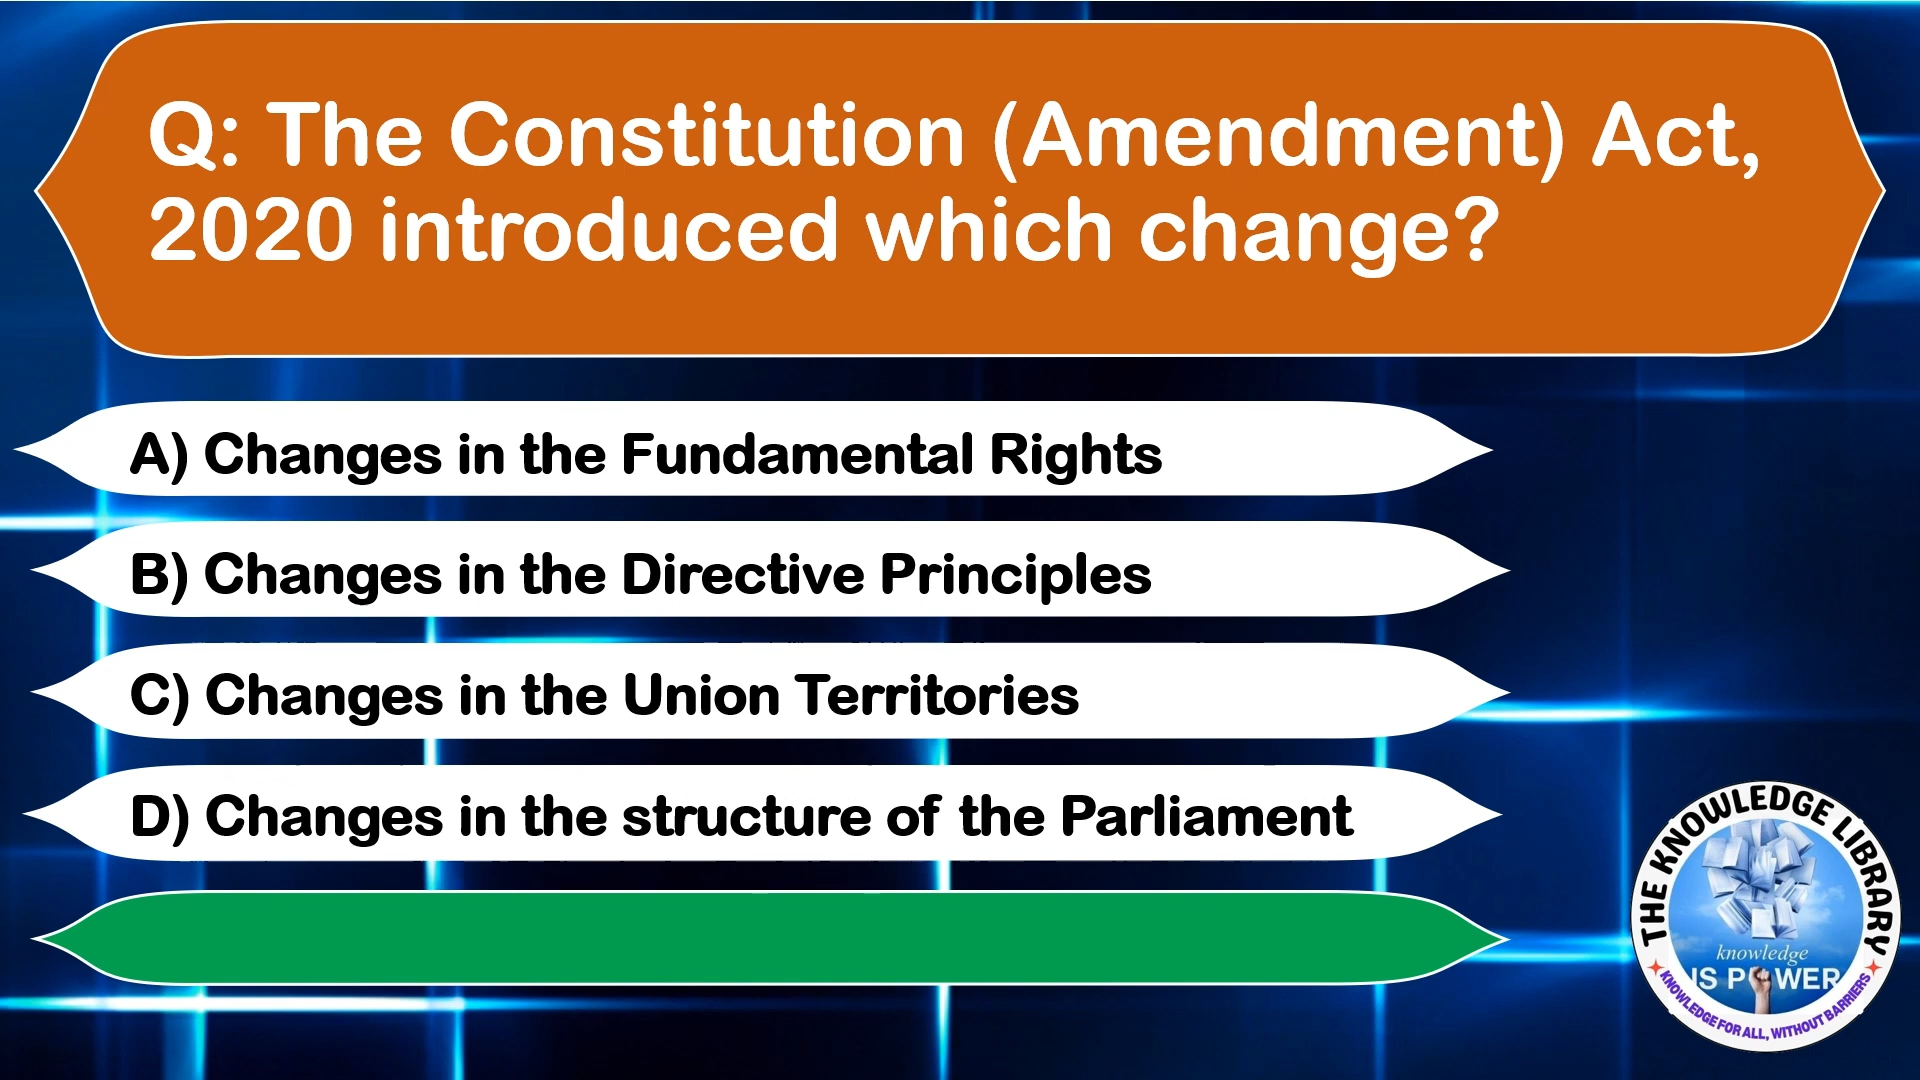 Q: The Constitution (Amendment) Act,
2020 introduced which change?
A) Changes in the Fundamental Rights
B) Changes in the Directive Principles
C) Changes in the Union Territories
D) Changes in the structure of the Parliament
THE KNOWLEDGE LIBRARY
knowledge
IS POWER
KNOWLEDGE FOR ALL, WITHOUT BARRIERS